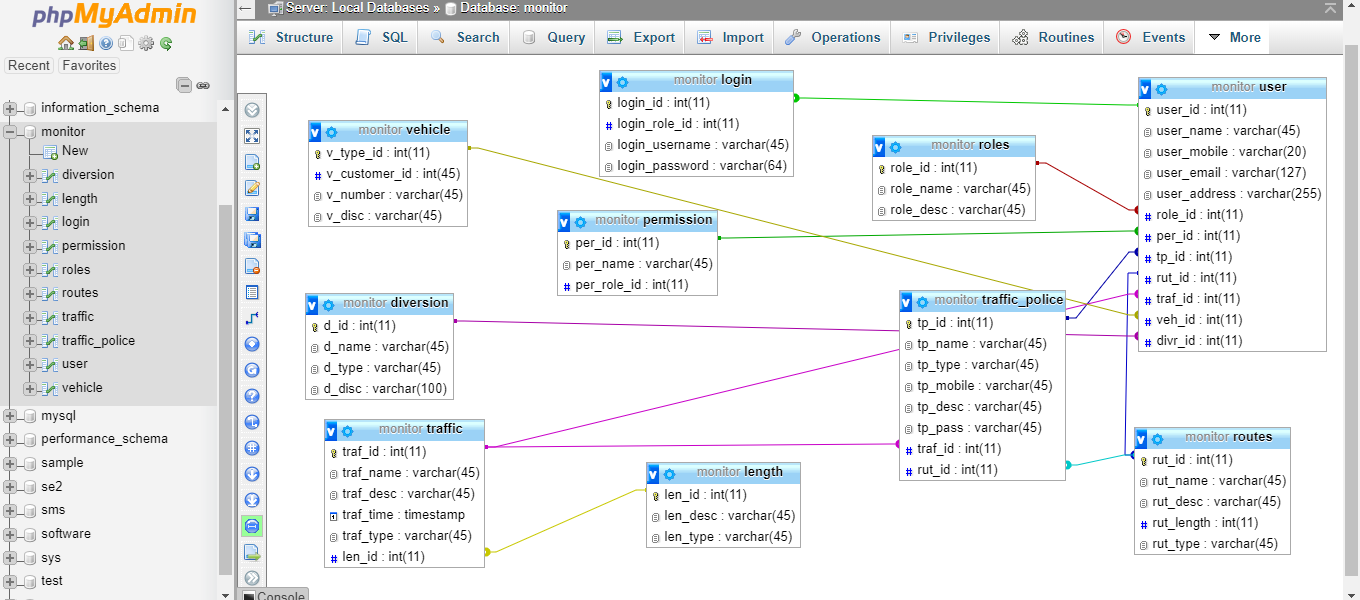 phpMyAdmin
Recent Favorites
information_schema
monitor
New
diversion
length
login
permission
roles
routes
traffic
traffic_police
user
vehicle
mysql
performance_schema
sample
se2
sms
software
sys
test
Server: Local Databases » Database: monitor
Structure SQL Search Query Export Import Operations Privileges Routines Events More
monitor vehicle
v_type_id : int(11)
v_customer_id : int(45)
v_number : varchar(45)
v_disc : varchar(45)
monitor login
login_id : int(11)
login_role_id : int(11)
login_username : varchar(45)
login_password : varchar(64)
monitor roles
role_id : int(11)
role_name : varchar(45)
role_desc : varchar(45)
monitor user
user_id : int(11)
user_name : varchar(45)
user_mobile : varchar(20)
user_email : varchar(127)
user_address : varchar(255)
role_id : int(11)
per_id : int(11)
tp_id : int(11)
rut_id : int(11)
traf_id : int(11)
veh_id : int(11)
divr_id : int(11)
monitor permission
per_id : int(11)
per_name : varchar(45)
per_role_id : int(11)
monitor diversion
d_id : int(11)
d_name : varchar(45)
d_type : varchar(45)
d_disc : varchar(100)
monitor traffic_police
tp_id : int(11)
tp_name : varchar(45)
tp_type : varchar(45)
tp_mobile : varchar(45)
tp_desc : varchar(45)
tp_pass : varchar(45)
traf_id : int(11)
rut_id : int(11)
monitor traffic
traf_id : int(11)
traf_name : varchar(45)
traf_desc : varchar(45)
traf_time : timestamp
traf_type : varchar(45)
len_id : int(11)
monitor length
len_id : int(11)
len_desc : varchar(45)
len_type : varchar(45)
monitor routes
rut_id : int(11)
rut_name : varchar(45)
rut_desc : varchar(45)
rut_length : int(11)
rut_type : varchar(45)
Console